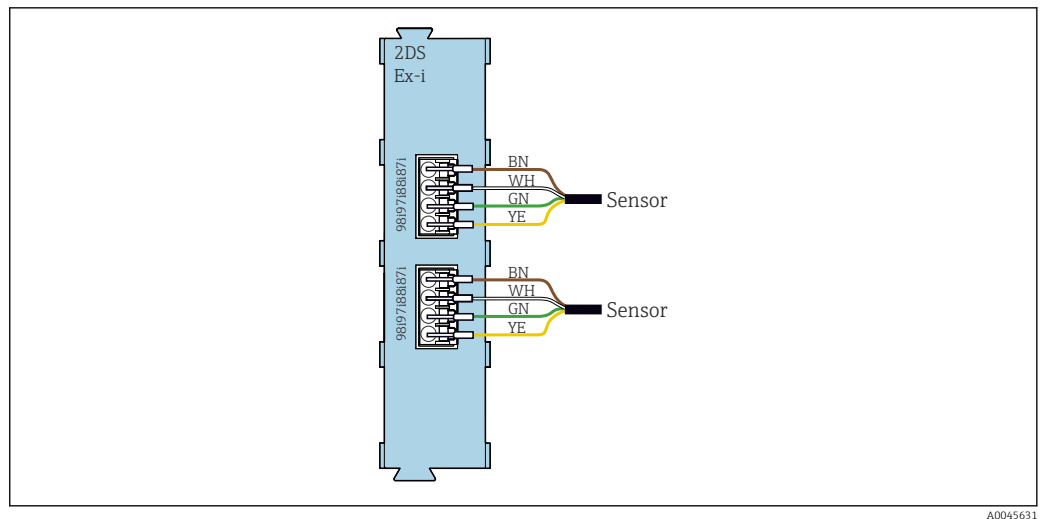 2DS
Ex-i
98i97i88i87i
BN
WH
GN
YE
Sensor
98i97i88i87i
BN
WH
GN
YE
Sensor
A0045631